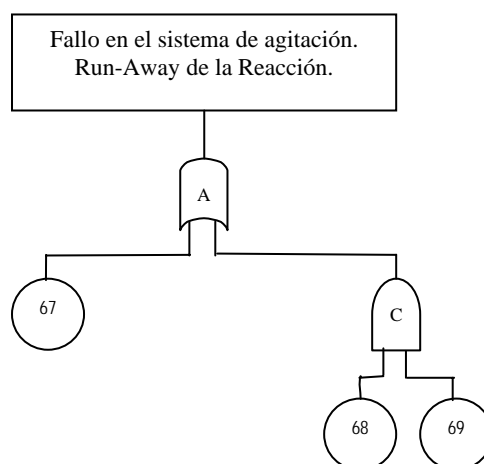 Fallo en el sistema de agitación.
Run-Away de la Reacción.
A
67
C
68
69